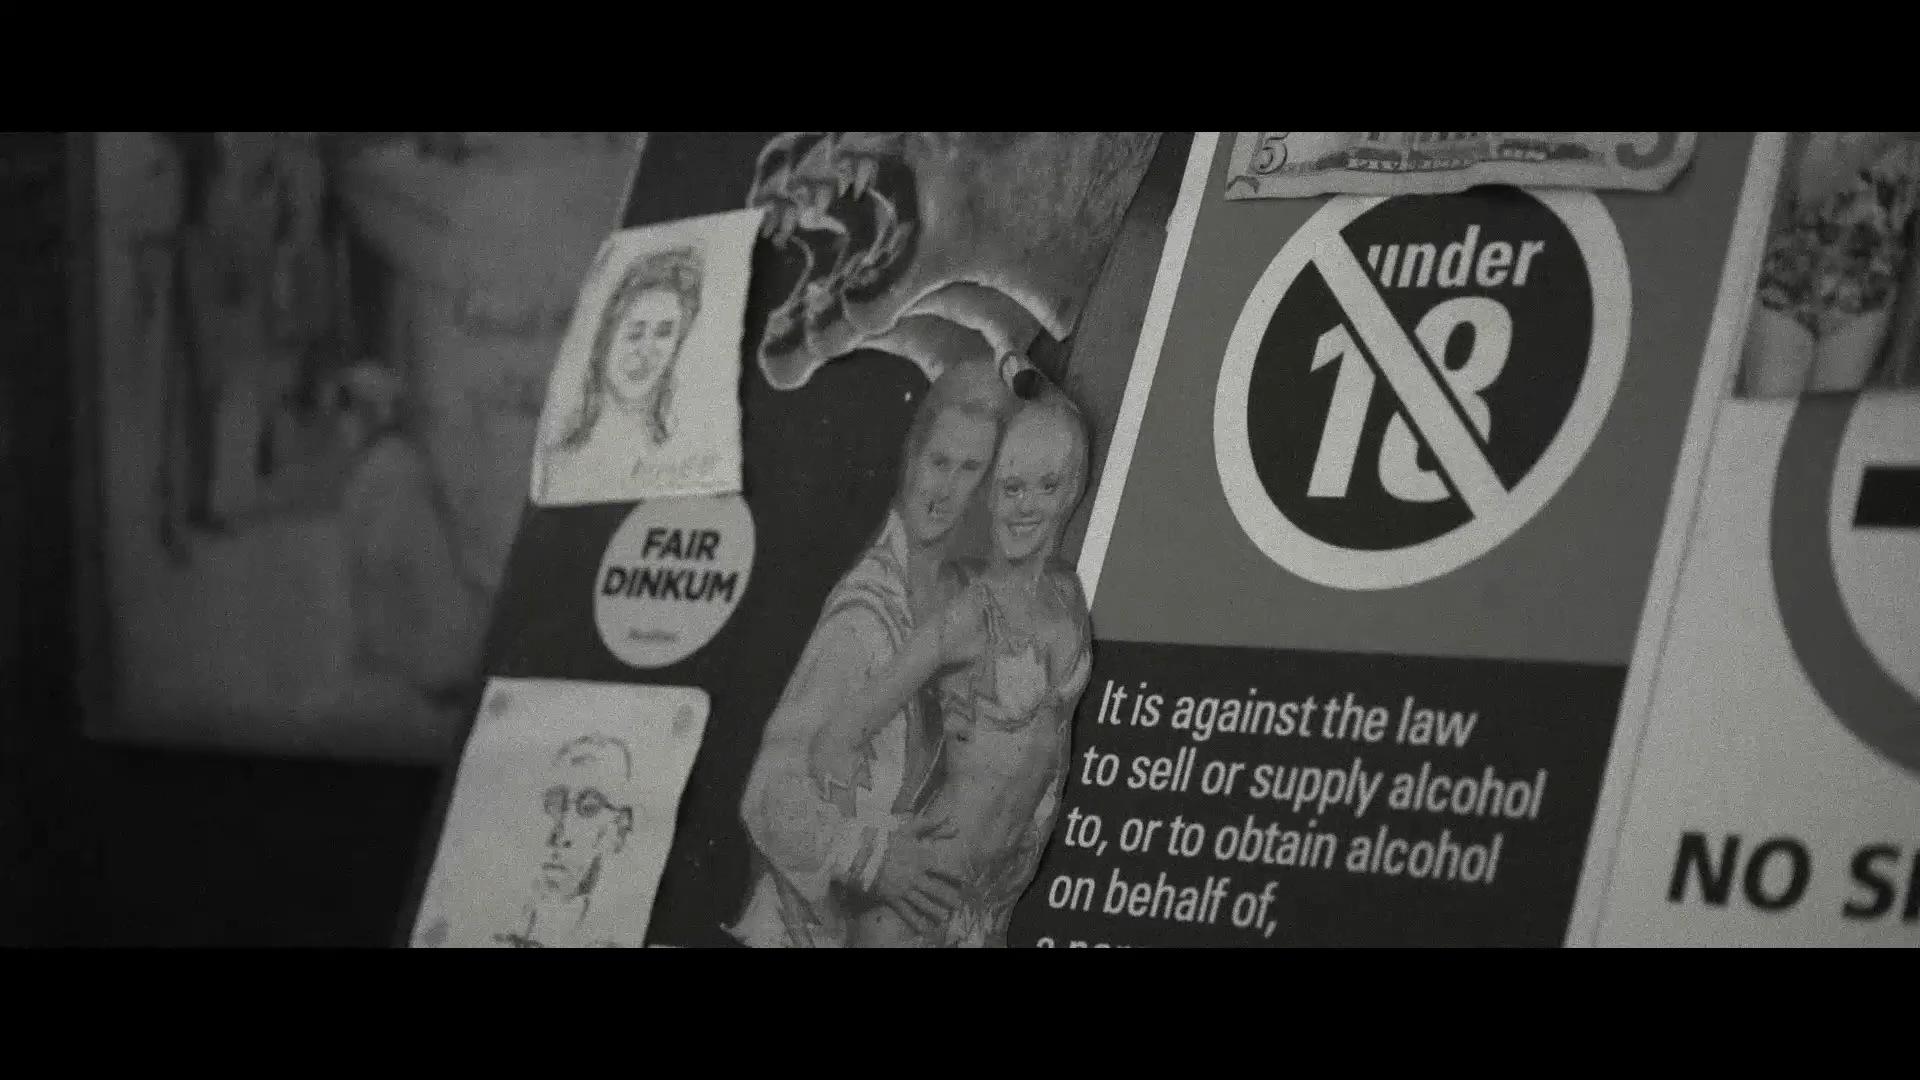 5
under
18
FAIR
DINKUM
It is against the law
to sell or supply alcohol
to, or to obtain alcohol
on behalf of,
NO